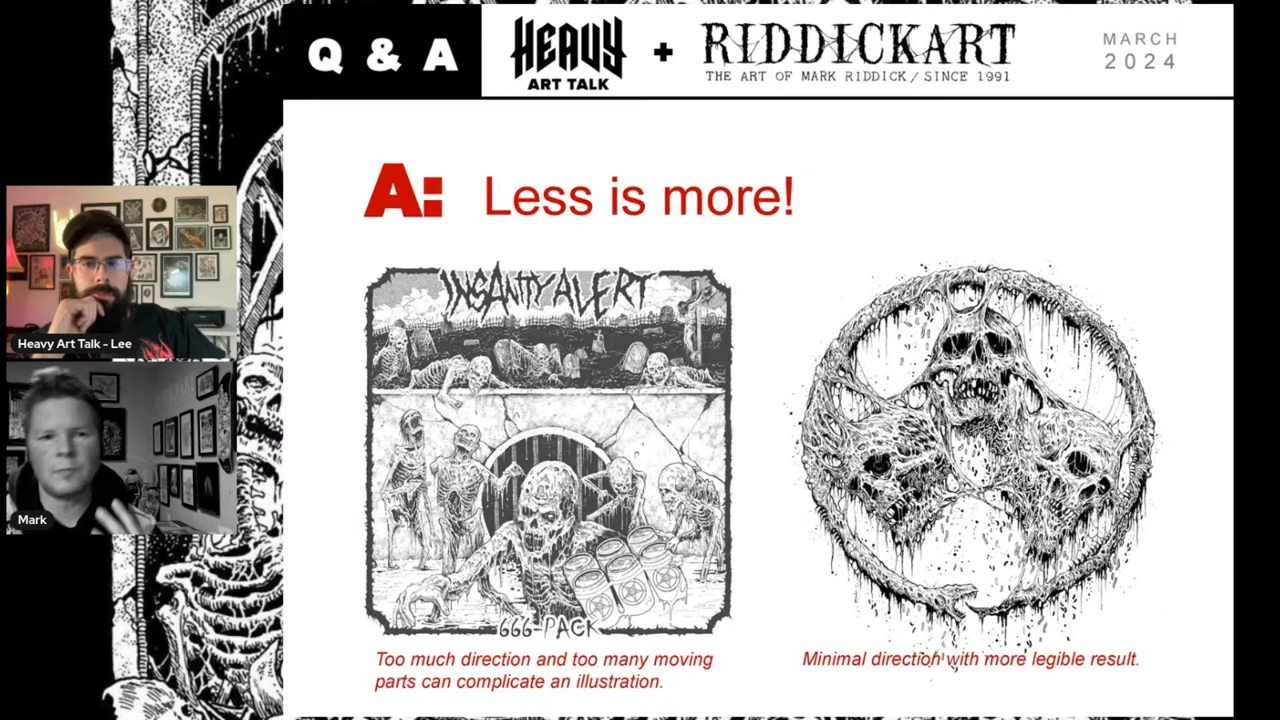 Q & A
HEAVY
ART TALK
+
RIDDICKART
THE ART OF MARK RIDDICK / SINCE 1991
MARCH
2024
A: Less is more!
INSANITY ALERT
666-PACK
Too much direction and too many moving
parts can complicate an illustration.
Minimal direction with more legible result.
Heavy Art Talk - Lee
Mark